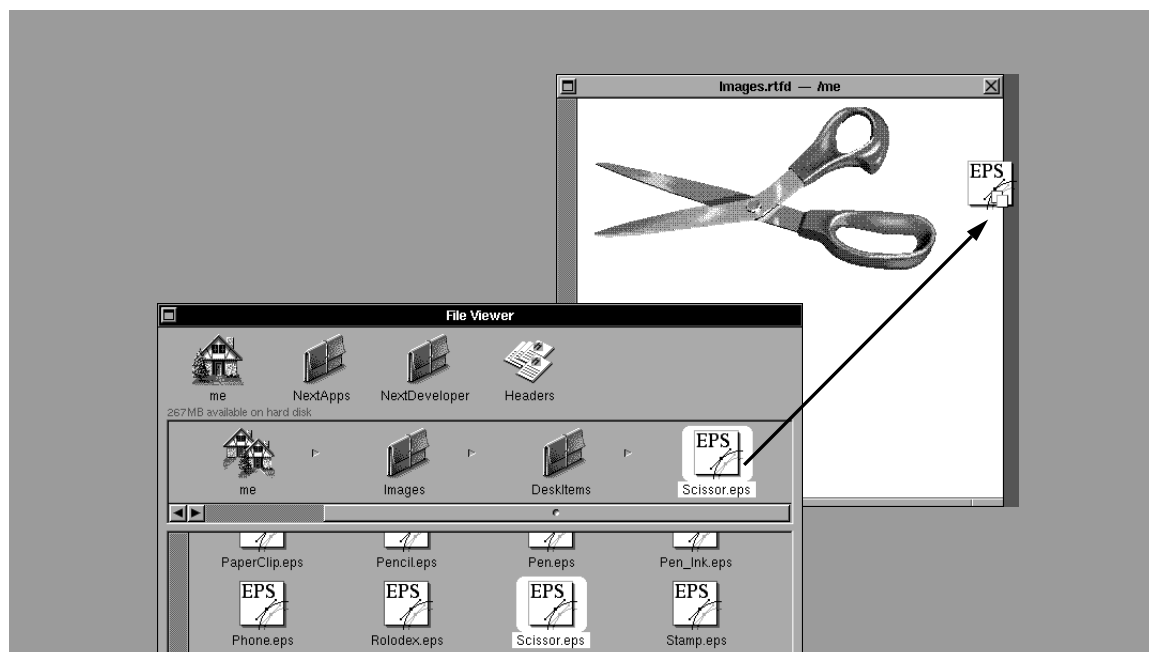 Images.rtfd — /me
EPS
File Viewer
me NextApps NextDeveloper Headers
267MB available on hard disk
EPS
me Images DeskItems Scissor.eps
PaperClip.eps Pencil.eps Pen.eps Pen_Ink.eps
EPS EPS EPS EPS
Phone.eps Rolodex.eps Scissor.eps Stamp.eps